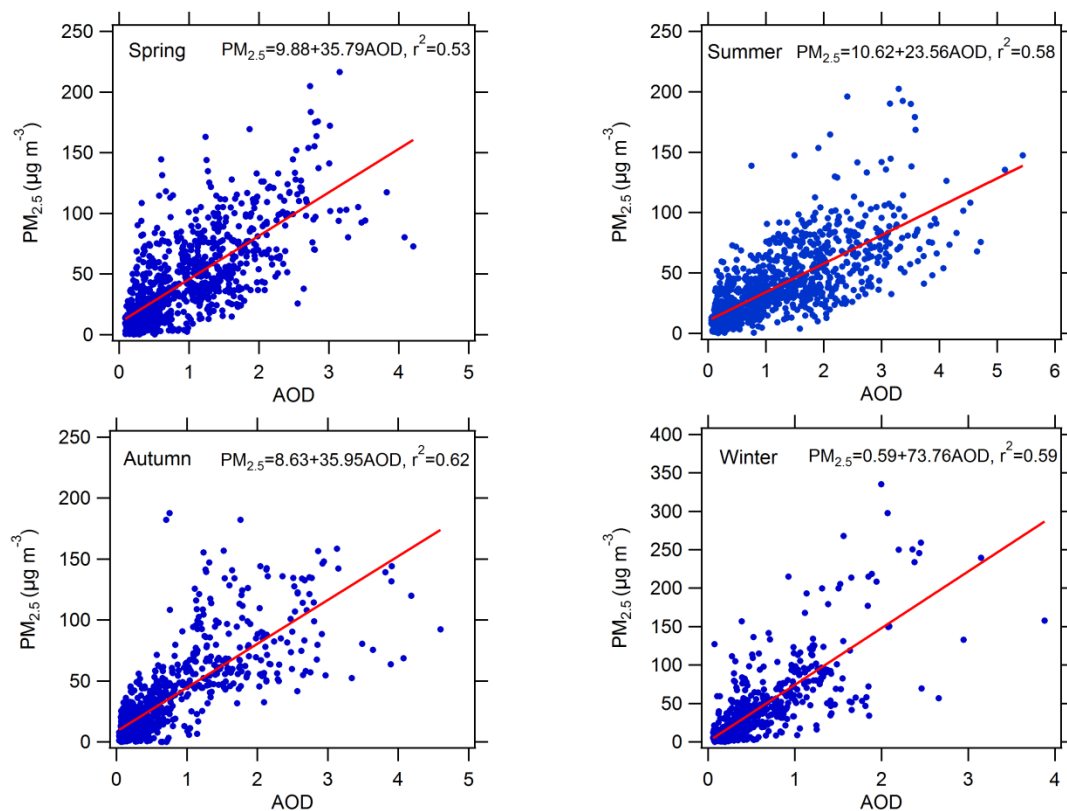 250
200
150
100
50
0
PM2.5 (µg m-3)
Spring
PM2.5=9.88+35.79AOD, r2=0.53
0 1 2 3 4 5
AOD
250
200
150
100
50
0
PM2.5 (µg m-3)
Summer
PM2.5=10.62+23.56AOD, r2=0.58
0 1 2 3 4 5 6
AOD
250
200
150
100
50
0
PM2.5 (µg m-3)
Autumn
PM2.5=8.63+35.95AOD, r2=0.62
0 1 2 3 4 5
AOD
400
350
300
250
200
150
100
50
0
PM2.5 (µg m-3)
Winter
PM2.5=0.59+73.76AOD, r2=0.59
0 1 2 3 4
AOD